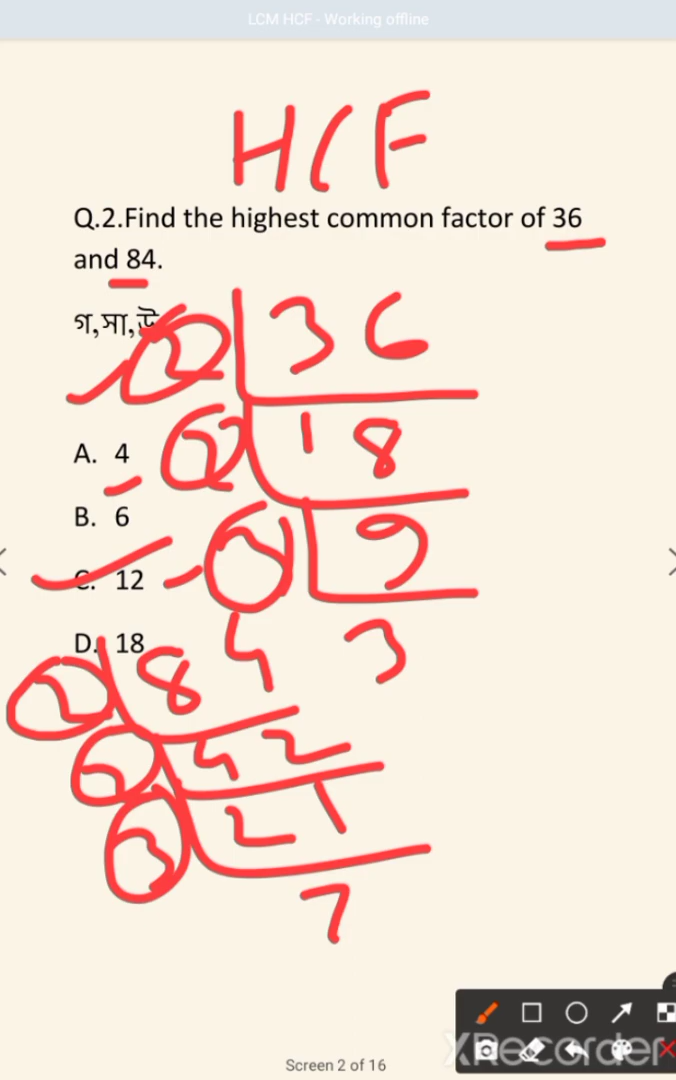 LCM HCF - Working offline
HCF
Q.2.Find the highest common factor of 36
and 84.
গ,সা,উ
2 36
2 18
3 9
3
A. 4
B. 6
C. 12
D. 18
2 84
2 42
3 21
7
XRecorder
Screen 2 of 16